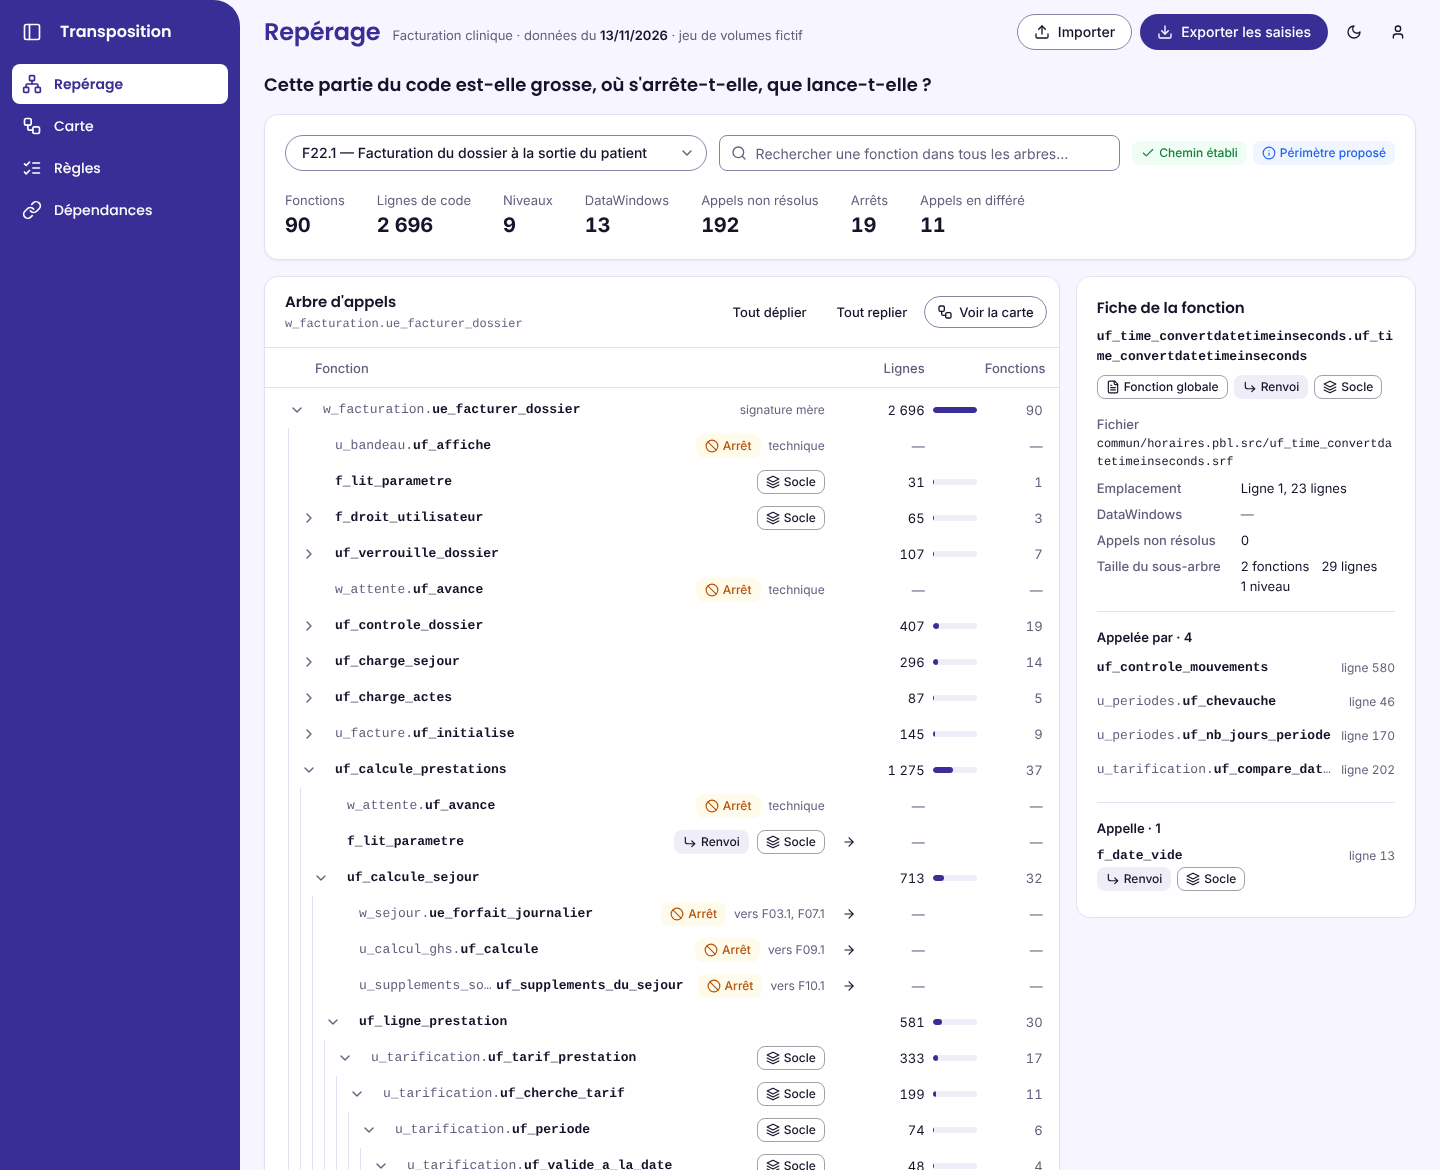 Transposition
Repérage
Carte
Règles
Dépendances
Repérage Facturation clinique · données du 13/11/2026 · jeu de volumes fictif
Importer
Exporter les saisies
Cette partie du code est-elle grosse, où s'arrête-t-elle, que lance-t-elle ?
F22.1 — Facturation du dossier à la sortie du patient
Rechercher une fonction dans tous les arbres...
Chemin établi
Périmètre proposé
Fonctions Lignes de code Niveaux DataWindows Appels non résolus Arrêts Appels en différé
90 2 696 9 13 192 19 11
Arbre d'appels
w_facturation.ue_facturer_dossier
Tout déplier
Tout replier
Voir la carte
Fonction Lignes Fonctions
w_facturation.ue_facturer_dossier signature mère 2 696 90
u_bandeau.uf_affiche Arrêt technique — —
f_lit_parametre Socle 31 1
f_droit_utilisateur Socle 65 3
uf_verrouille_dossier 107 7
w_attente.uf_avance Arrêt technique — —
uf_controle_dossier 407 19
uf_charge_sejour 296 14
uf_charge_actes 87 5
u_facture.uf_initialise 145 9
uf_calcule_prestations 1 275 37
w_attente.uf_avance Arrêt technique — —
f_lit_parametre Renvoi Socle → — —
uf_calcule_sejour 713 32
w_sejour.ue_forfait_journalier Arrêt vers F03.1, F07.1 → — —
u_calcul_ghs.uf_calcule Arrêt vers F09.1 → — —
u_supplements_so… uf_supplements_du_sejour Arrêt vers F10.1 → — —
uf_ligne_prestation 581 30
u_tarification.uf_tarif_prestation Socle 333 17
u_tarification.uf_cherche_tarif Socle 199 11
u_tarification.uf_periode Socle 74 6
u_tarification.uf_valide_a_la_date Socle 48 4
Fiche de la fonction
uf_time_convertdatetimeinseconds.uf_ti
me_convertdatetimeinseconds
Fonction globale Renvoi Socle
Fichier
commun/horaires.pbl.src/uf_time_convertda
tetimeinseconds.srf
Emplacement Ligne 1, 23 lignes
DataWindows —
Appels non résolus 0
Taille du sous-arbre 2 fonctions 29 lignes
1 niveau
Appelée par · 4
uf_controle_mouvements ligne 580
u_periodes.uf_chevauche ligne 46
u_periodes.uf_nb_jours_periode ligne 170
u_tarification.uf_compare_dat… ligne 202
Appelle · 1
f_date_vide ligne 13
Renvoi Socle